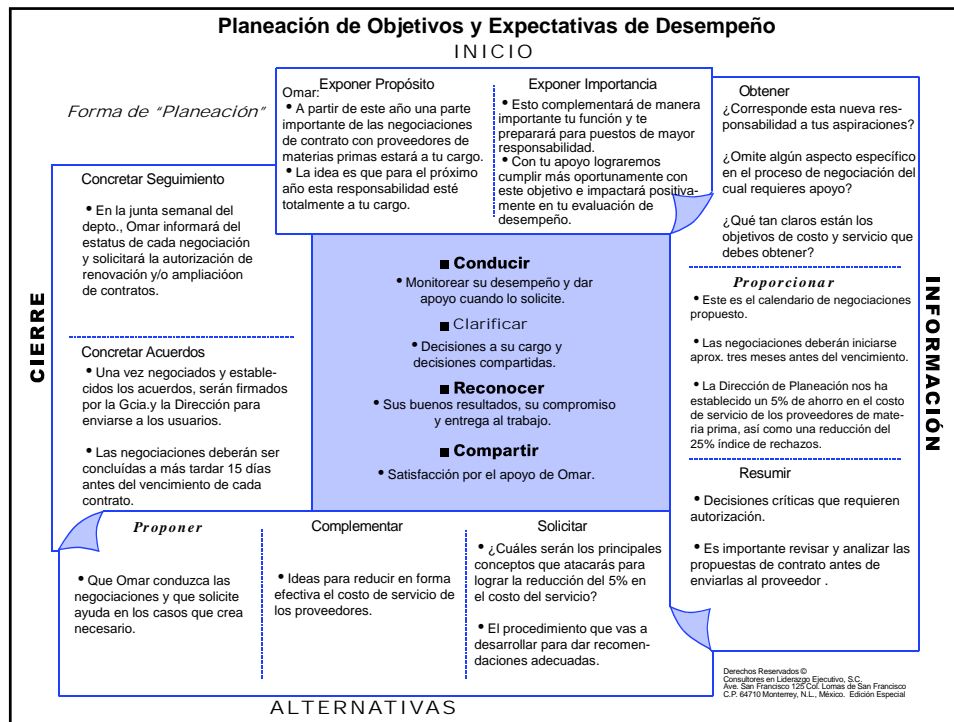 Planeación de Objetivos y Expectativas de Desempeño
INICIO
Forma de "Planeación"
Exponer Propósito
Omar:
• A partir de este año una parte
importante de las negociaciones
de contrato con proveedores de
materias primas estará a tu cargo.
• La idea es que para el próximo
año esta responsabilidad esté
totalmente a tu cargo.
Exponer Importancia
• Esto complementará de manera
importante tu función y te
preparará para puestos de mayor
responsabilidad.
• Con tu apoyo lograremos
cumplir más oportunamente con
este objetivo e impactará positiva-
mente en tu evaluación de
desempeño.
Obtener
¿Corresponde esta nueva res-
ponsabilidad a tus aspiraciones?
¿Omite algún aspecto específico
en el proceso de negociación del
cual requieres apoyo?
¿Qué tan claros están los
objetivos de costo y servicio que
debes obtener?
Proporcionar
• Este es el calendario de negociaciones
propuesto.
• Las negociaciones deberán iniciarse
aprox. tres meses antes del vencimiento.
• La Dirección de Planeación nos ha
establecido un 5% de ahorro en el costo
de servicio de los proveedores de mate-
ria prima, así como una reducción del
25% índice de rechazos.
Resumir
• Decisiones críticas que requieren
autorización.
• Es importante revisar y analizar las
propuestas de contrato antes de
enviarlas al proveedor .
INFORMACIÓN
■ Conducir
• Monitorear su desempeño y dar
apoyo cuando lo solicite.
■ Clarificar
• Decisiones a su cargo y
decisiones compartidas.
■ Reconocer
• Sus buenos resultados, su compromiso
y entrega al trabajo.
■ Compartir
• Satisfacción por el apoyo de Omar.
CIERRE
Concretar Seguimiento
• En la junta semanal del
depto., Omar informará del
estatus de cada negociación
y solicitará la autorización de
renovación y/o ampliacióon
de contratos.
Concretar Acuerdos
• Una vez negociados y estable-
cidos los acuerdos, serán firmados
por la Gcia.y la Dirección para
enviarse a los usuarios.
• Las negociaciones deberán ser
concluídas a más tardar 15 días
antes del vencimiento de cada
contrato.
Proponer
• Que Omar conduzca las
negociaciones y que solicite
ayuda en los casos que crea
necesario.
Complementar
• Ideas para reducir en forma
efectiva el costo de servicio de
los proveedores.
Solicitar
• ¿Cuáles serán los principales
conceptos que atacarás para
lograr la reducción del 5% en
el costo del servicio?
• El procedimiento que vas a
desarrollar para dar recomen-
daciones adecuadas.
ALTERNATIVAS
Derechos Reservados ©
Consultores en Liderazgo Ejecutivo, S.C.
Ave. San Francisco 125 Col. Lomas de San Francisco
C.P. 64710 Monterrey, N.L., México. Edición Especial